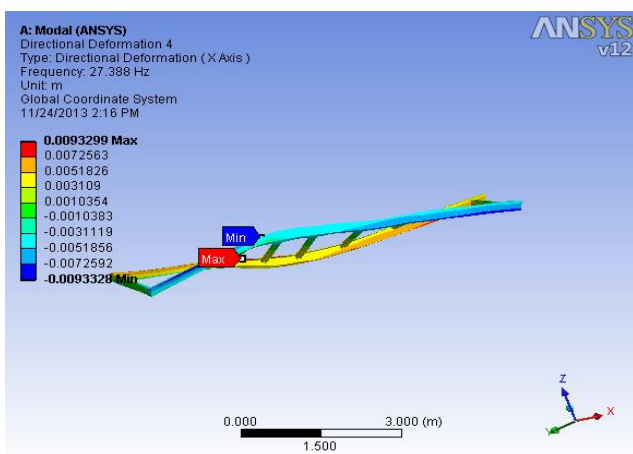 A: Modal (ANSYS)
Directional Deformation 4
Type: Directional Deformation ( X Axis )
Frequency: 27.388 Hz
Unit: m
Global Coordinate System
11/24/2013 2:16 PM
ANSYS
v12
0.0093299 Max
0.0072563
0.0051826
0.003109
0.0010354
-0.0010383
-0.0031119
-0.0051856
-0.0072592
-0.0093328 Min
Min
Max
0.000
3.000 (m)
1.500
Z
X
Y